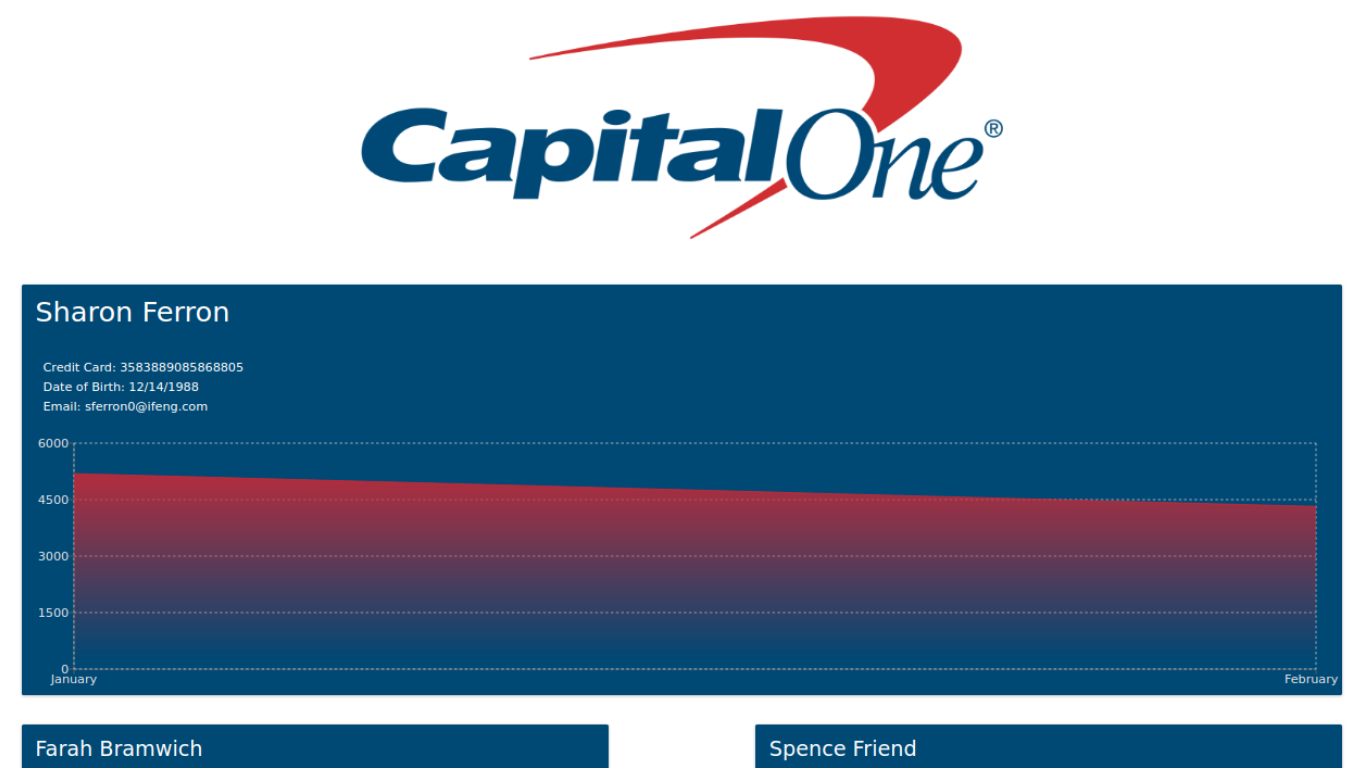 CapitalOne®
Sharon Ferron
Credit Card: 3583889085868805
Date of Birth: 12/14/1988
Email: sferron0@ifeng.com
6000
4500
3000
1500
0
January February
Farah Bramwich Spence Friend